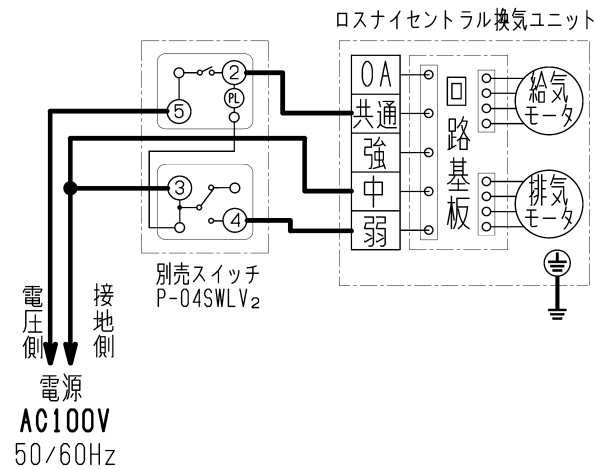 ロスナイセントラル換気ユニット
2
PL
5
3
4
OA
共通
強
中
弱
回路基板
給気
モータ
排気
モータ
別売スイッチ
P-04SWLV2
電圧側
接地側
電源
AC100V
50/60Hz